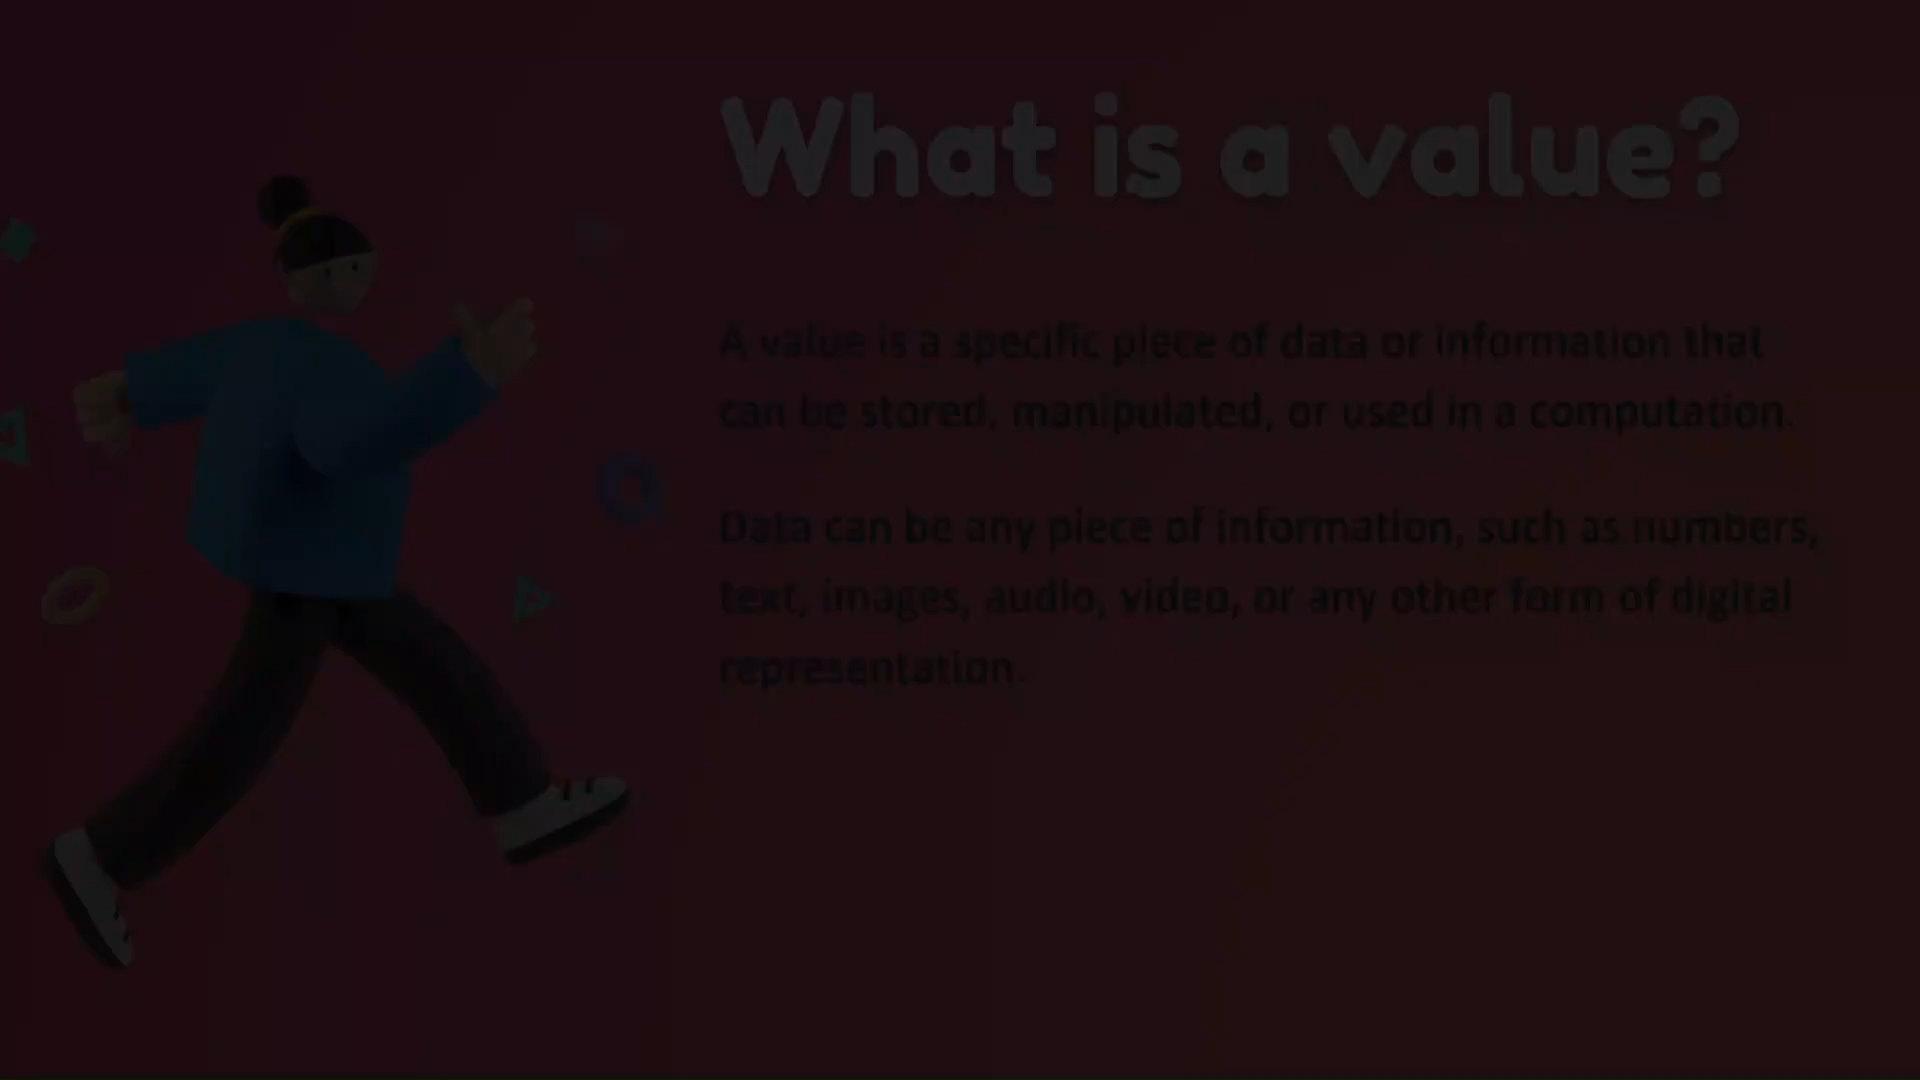 What is a value?
A value is a specific piece of data or information that
can be stored, manipulated, or used in a computation.
Data can be any piece of information, such as numbers,
text, images, audio, video, or any other form of digital
representation.